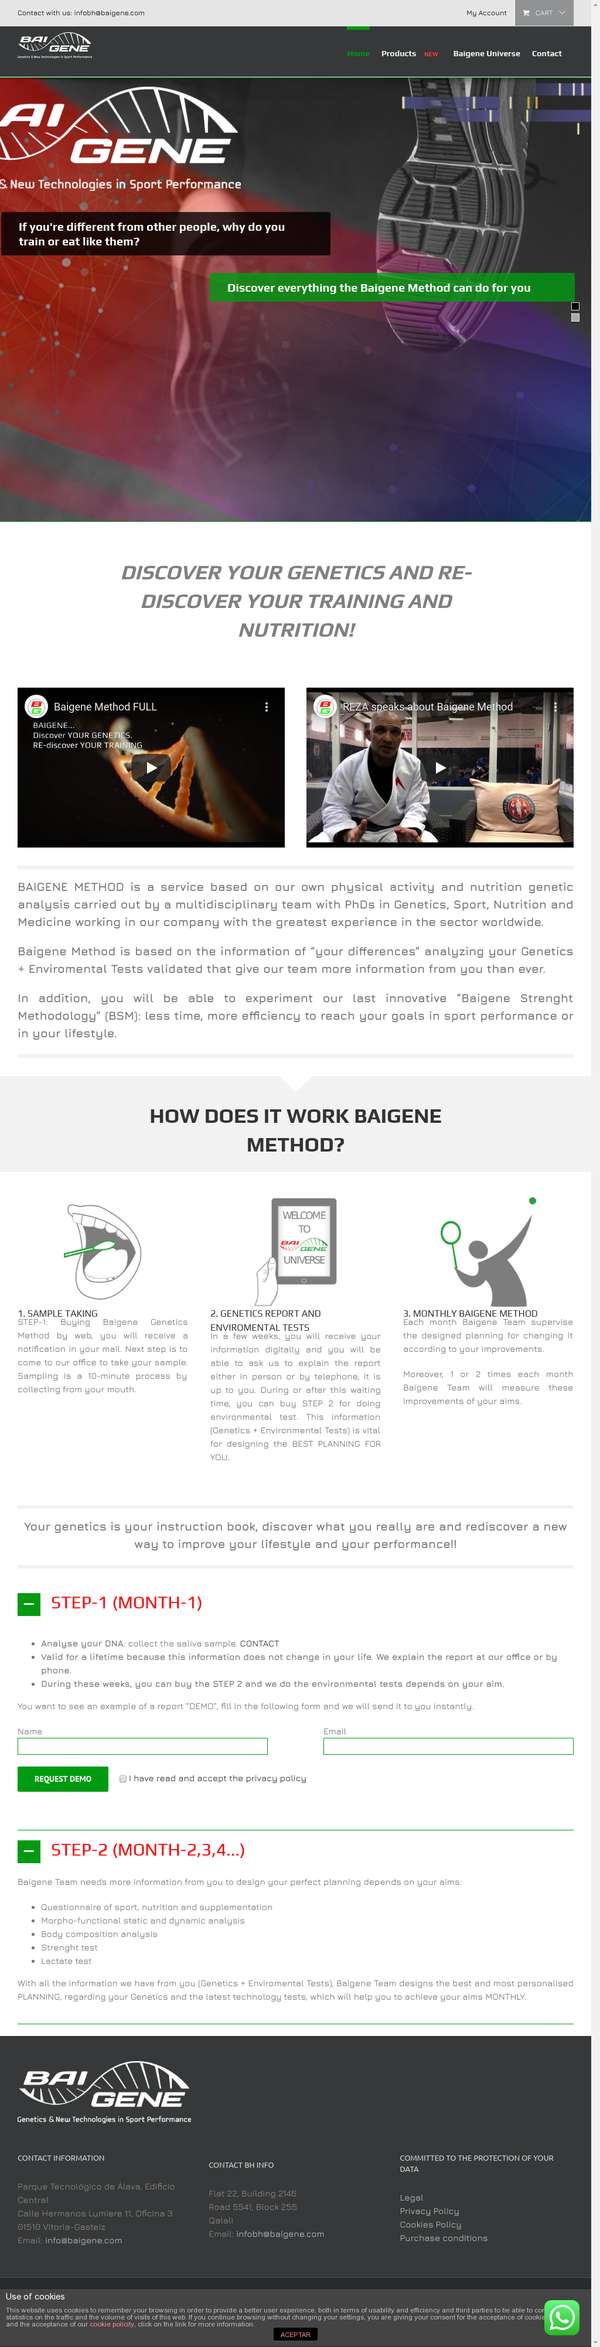 Contact with us: infobh@baigene.com
My Account
CART
BAI GENE
Genetics & New Technologies in Sport Performance
Home
Products
NEW
Baigene Universe
Contact
AI GENE
& New Technologies in Sport Performance
If you're different from other people, why do you
train or eat like them?
Discover everything the Baigene Method can do for you
DISCOVER YOUR GENETICS AND RE-
DISCOVER YOUR TRAINING AND
NUTRITION!
Baigene Method FULL
BAIGENE...
Discover YOUR GENETICS.
RE-discover YOUR TRAINING
REZA speaks about Baigene Method
BAIGENE METHOD is a service based on our own physical activity and nutrition genetic
analysis carried out by a multidisciplinary team with PhDs in Genetics, Sport, Nutrition and
Medicine working in our company with the greatest experience in the sector worldwide.
Baigene Method is based on the information of “your differences” analyzing your Genetics
+ Enviromental Tests validated that give our team more information from you than ever.
In addition, you will be able to experiment our last innovative “Baigene Strenght
Methodology” (BSM): less time, more efficiency to reach your goals in sport performance or
in your lifestyle.
HOW DOES IT WORK BAIGENE
METHOD?
WELCOME
TO
BAI GENE
UNIVERSE
1. SAMPLE TAKING
STEP-1: Buying Baigene Genetics
Method by web, you will receive a
notification in your mail. Next step is to
come to our office to take your sample.
Sampling is a 10-minute process by
collecting from your mouth.
2. GENETICS REPORT AND
ENVIROMENTAL TESTS
In a few weeks, you will receive your
information digitally and you will be
able to ask us to explain the report
either in person or by telephone, it is
up to you. During or after this waiting
time, you can buy STEP 2 for doing
environmental test. This information
(Genetics + Environmental Tests) is vital
for designing the BEST PLANNING FOR
YOU.
3. MONTHLY BAIGENE METHOD
Each month Baigene Team supervise
the designed planning for changing it
according to your improvements.
Moreover, 1 or 2 times each month
Baigene Team will measure these
improvements of your aims.
Your genetics is your instruction book, discover what you really are and rediscover a new
way to improve your lifestyle and your performance!!
STEP-1 (MONTH-1)
Analyse your DNA: collect the saliva sample. CONTACT
Valid for a lifetime because this information does not change in your life. We explain the report at our office or by
phone.
During these weeks, you can buy the STEP 2 and we do the environmental tests depends on your aim.
You want to see an example of a report “DEMO”, fill in the following form and we will send it to you instantly.
Name
Email
REQUEST DEMO
I have read and accept the privacy policy
STEP-2 (MONTH-2,3,4...)
Baigene Team needs more information from you to design your perfect planning depends on your aims:
Questionnaire of sport, nutrition and supplementation
Morpho-functional static and dynamic analysis
Body composition analysis
Strenght test
Lactate test
With all the information we have from you (Genetics + Enviromental Tests), Baigene Team designs the best and most personalised
PLANNING, regarding your Genetics and the latest technology tests, which will help you to achieve your aims MONTHLY.
BAI GENE
Genetics & New Technologies in Sport Performance
CONTACT INFORMATION
Parque Tecnológico de Álava, Edificio
Central
Calle Hermanos Lumiere 11, Oficina 3
01510 Vitoria-Gasteiz
Email: info@baigene.com
CONTACT BH INFO
Flat 22, Building 2146
Road 5541, Block 255
Qalali
Email: infobh@baigene.com
COMMITTED TO THE PROTECTION OF YOUR
DATA
Legal
Privacy Policy
Cookies Policy
Purchase conditions
Use of cookies
This website uses cookies to remember your browsing in order to provide a better user experience, both in terms of usability and efficiency and third parties to be able to
statistics on the traffic and the volume of visits of this web. If you continue browsing without changing your settings, you are giving your consent for the acceptance of
and the acceptance of our cookie policity, click on the link for more information.
ACEPTAR